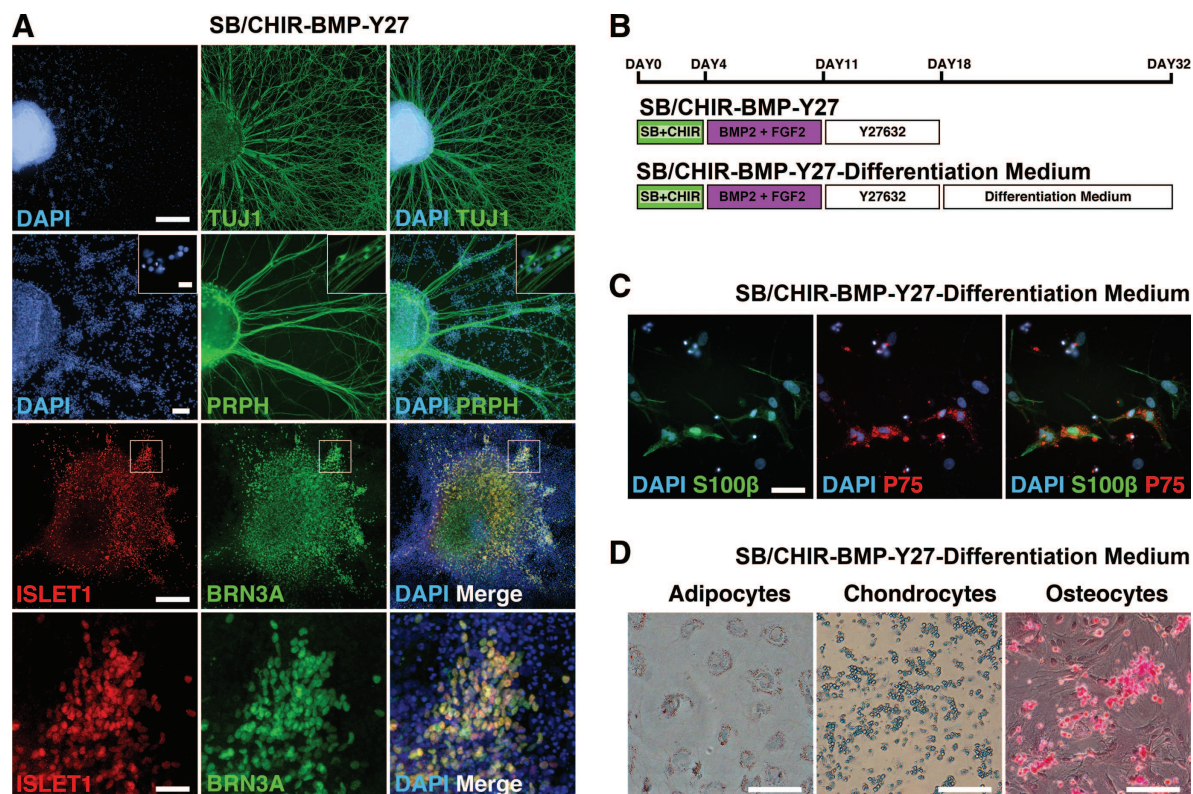 A
SB/CHIR-BMP-Y27
DAPI
TUJ1
DAPI TUJ1
DAPI
PRPH
DAPI PRPH
ISLET1
BRN3A
DAPI Merge
ISLET1
BRN3A
DAPI Merge
B
DAY0 DAY4 DAY11 DAY18 DAY32
SB/CHIR-BMP-Y27
SB+CHIR BMP2 + FGF2 Y27632
SB/CHIR-BMP-Y27-Differentiation Medium
SB+CHIR BMP2 + FGF2 Y27632 Differentiation Medium
C
SB/CHIR-BMP-Y27-Differentiation Medium
DAPI S100β
DAPI P75
DAPI S100β P75
D
SB/CHIR-BMP-Y27-Differentiation Medium
Adipocytes Chondrocytes Osteocytes